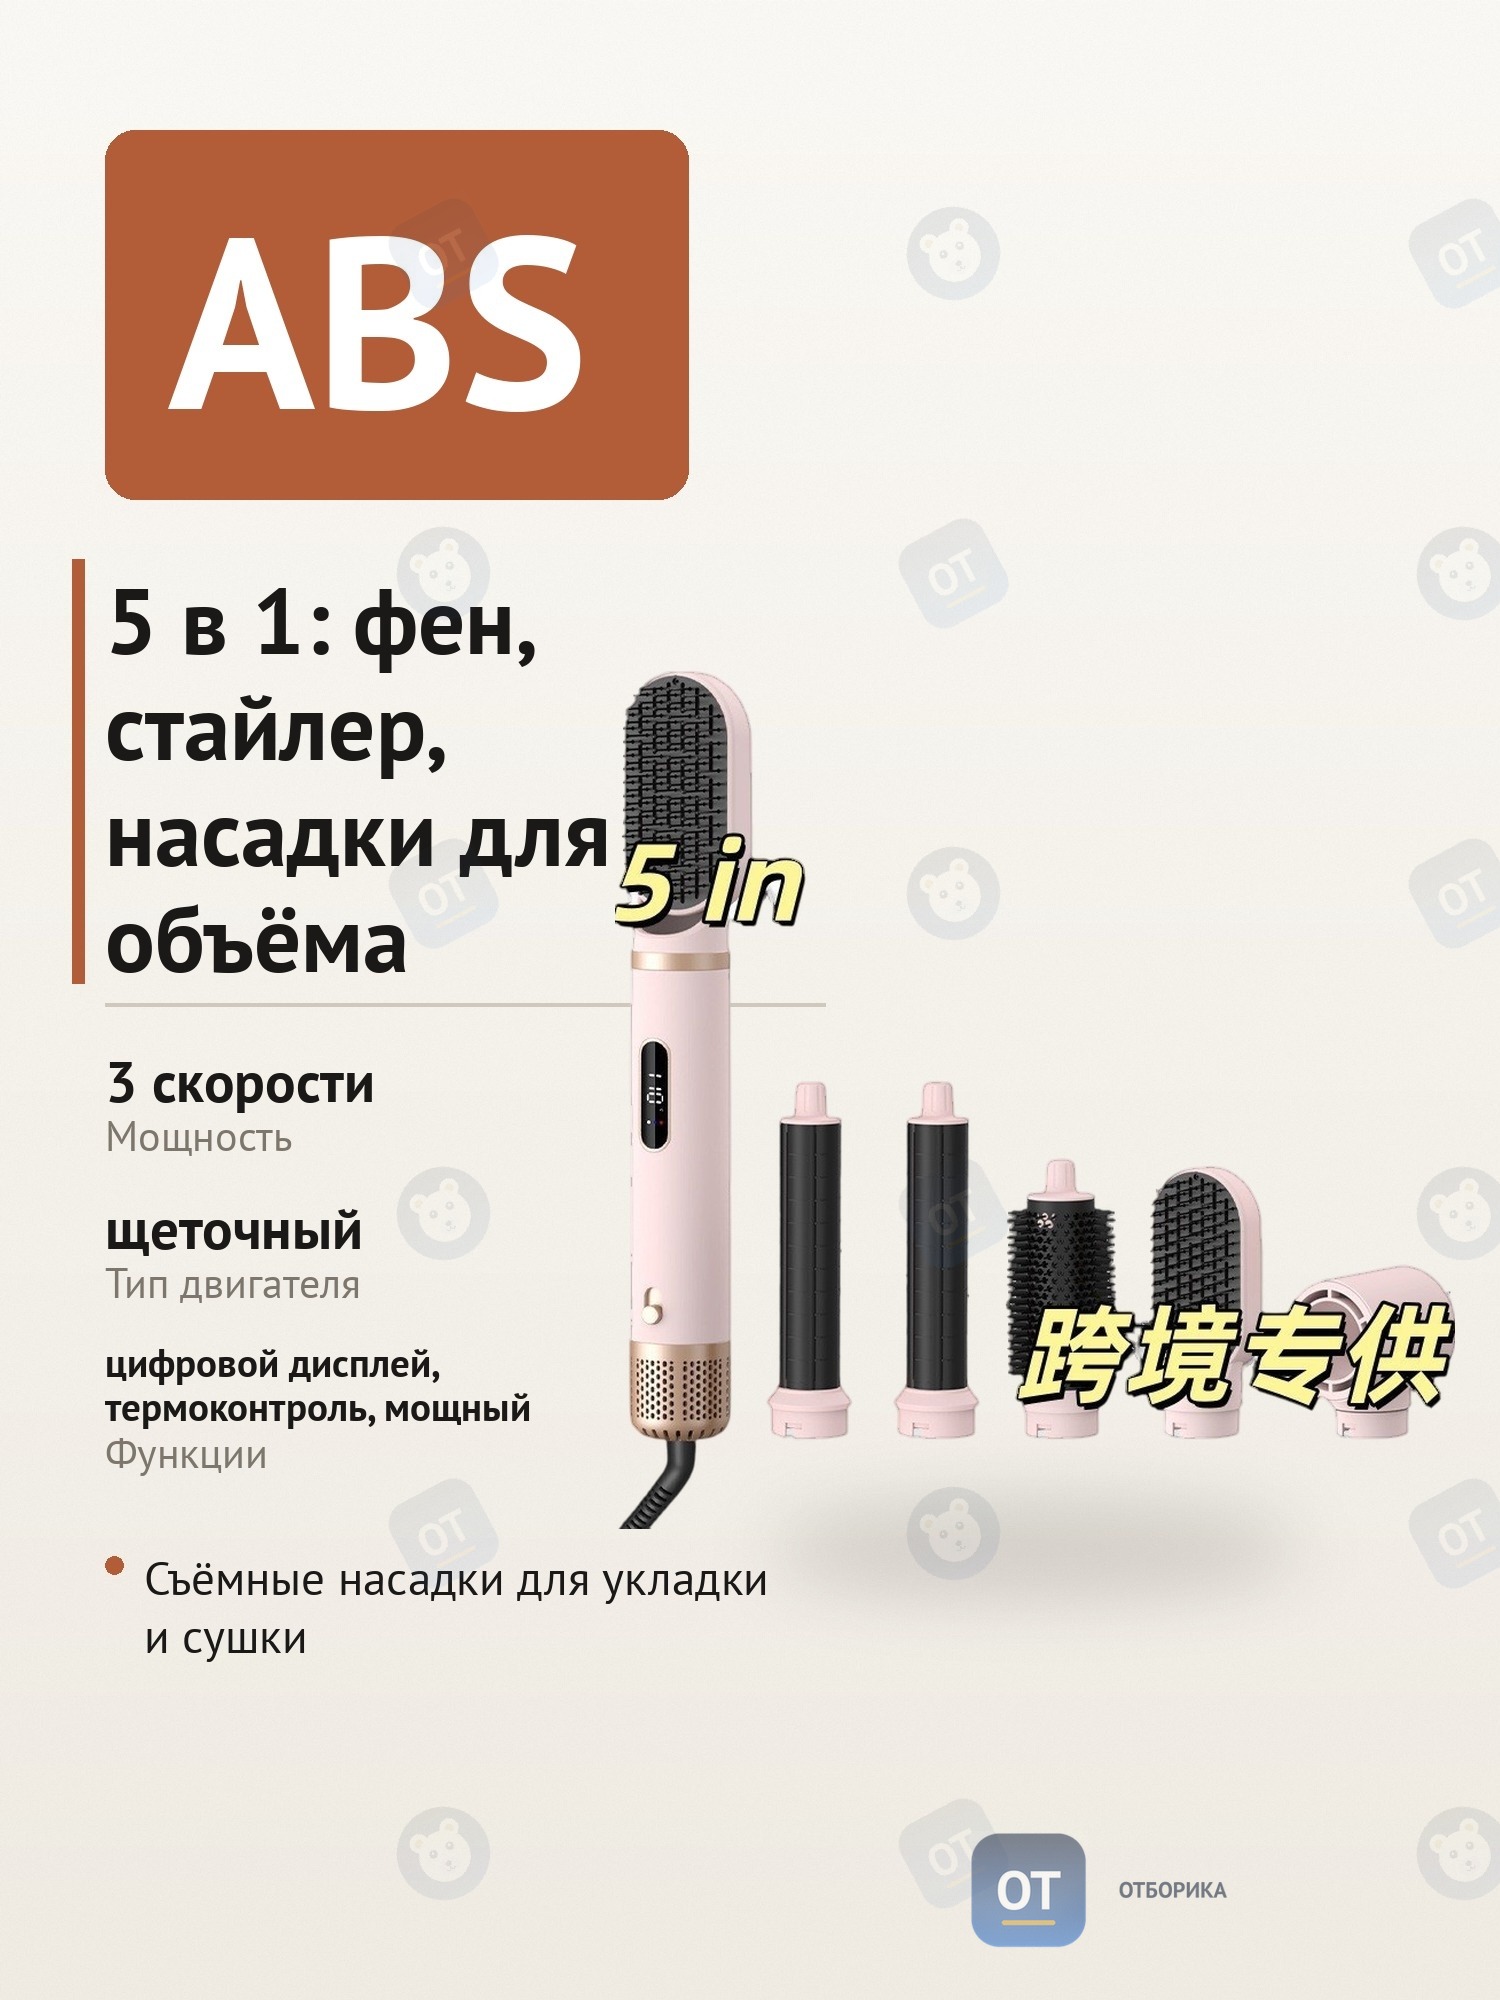 ABS
5 в 1: фен,
стайлер,
насадки для
объёма
5 in
3 скорости
Мощность
щеточный
Тип двигателя
цифровой дисплей,
термоконтроль, мощный
Функции
跨境专供
Съёмные насадки для укладки
и сушки
ОТ
ОТБОРИКА